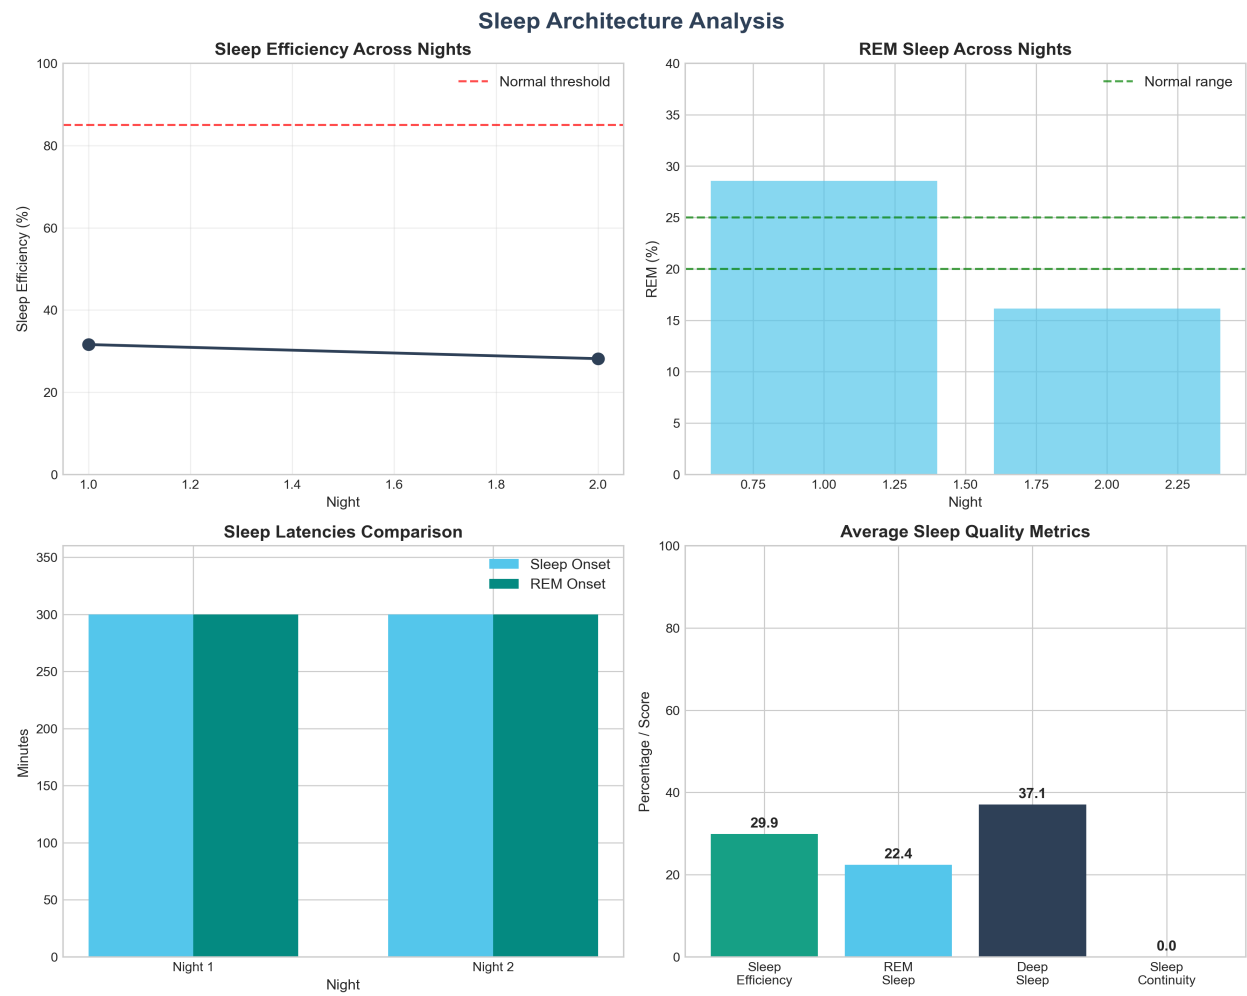 Sleep Architecture Analysis
Sleep Efficiency Across Nights
100
80
60
40
20
0
Sleep Efficiency (%)
Normal threshold
1.0 1.2 1.4 1.6 1.8 2.0
Night
REM Sleep Across Nights
40
35
30
25
20
15
10
5
0
REM (%)
Normal range
0.75 1.00 1.25 1.50 1.75 2.00 2.25
Night
Sleep Latencies Comparison
350
300
250
200
150
100
50
0
Minutes
Sleep Onset
REM Onset
Night 1 Night 2
Night
Average Sleep Quality Metrics
100
80
60
40
20
0
Percentage / Score
29.9
22.4
37.1
0.0
Sleep
Efficiency
REM
Sleep
Deep
Sleep
Sleep
Continuity